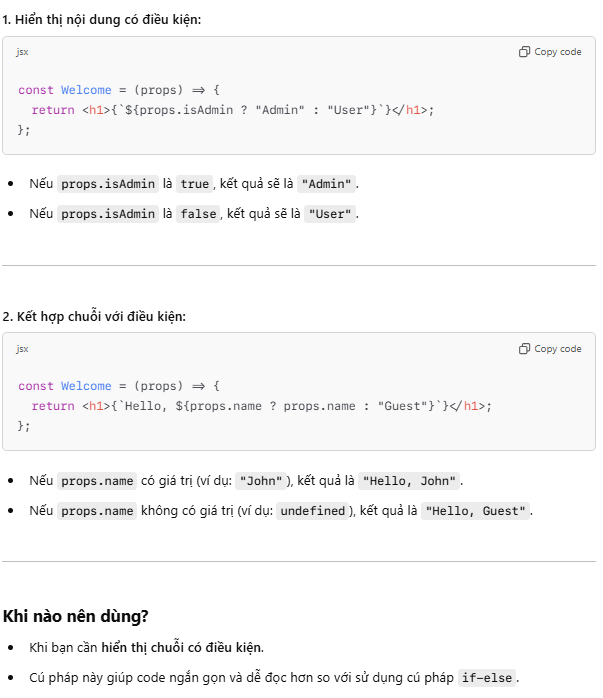 1. Hiển thị nội dung có điều kiện:
jsx
Copy code
const Welcome = (props) => {
  return <h1>{`${props.isAdmin ? "Admin" : "User"}`}</h1>;
};
Nếu props.isAdmin là true, kết quả sẽ là "Admin".
Nếu props.isAdmin là false, kết quả sẽ là "User".
2. Kết hợp chuỗi với điều kiện:
jsx
Copy code
const Welcome = (props) => {
  return <h1>{`Hello, ${props.name ? props.name : "Guest"}`}</h1>;
};
Nếu props.name có giá trị (ví dụ: "John"), kết quả là "Hello, John".
Nếu props.name không có giá trị (ví dụ: undefined), kết quả là "Hello, Guest".
Khi nào nên dùng?
Khi bạn cần hiển thị chuỗi có điều kiện.
Cú pháp này giúp code ngắn gọn và dễ đọc hơn so với sử dụng cú pháp if-else.